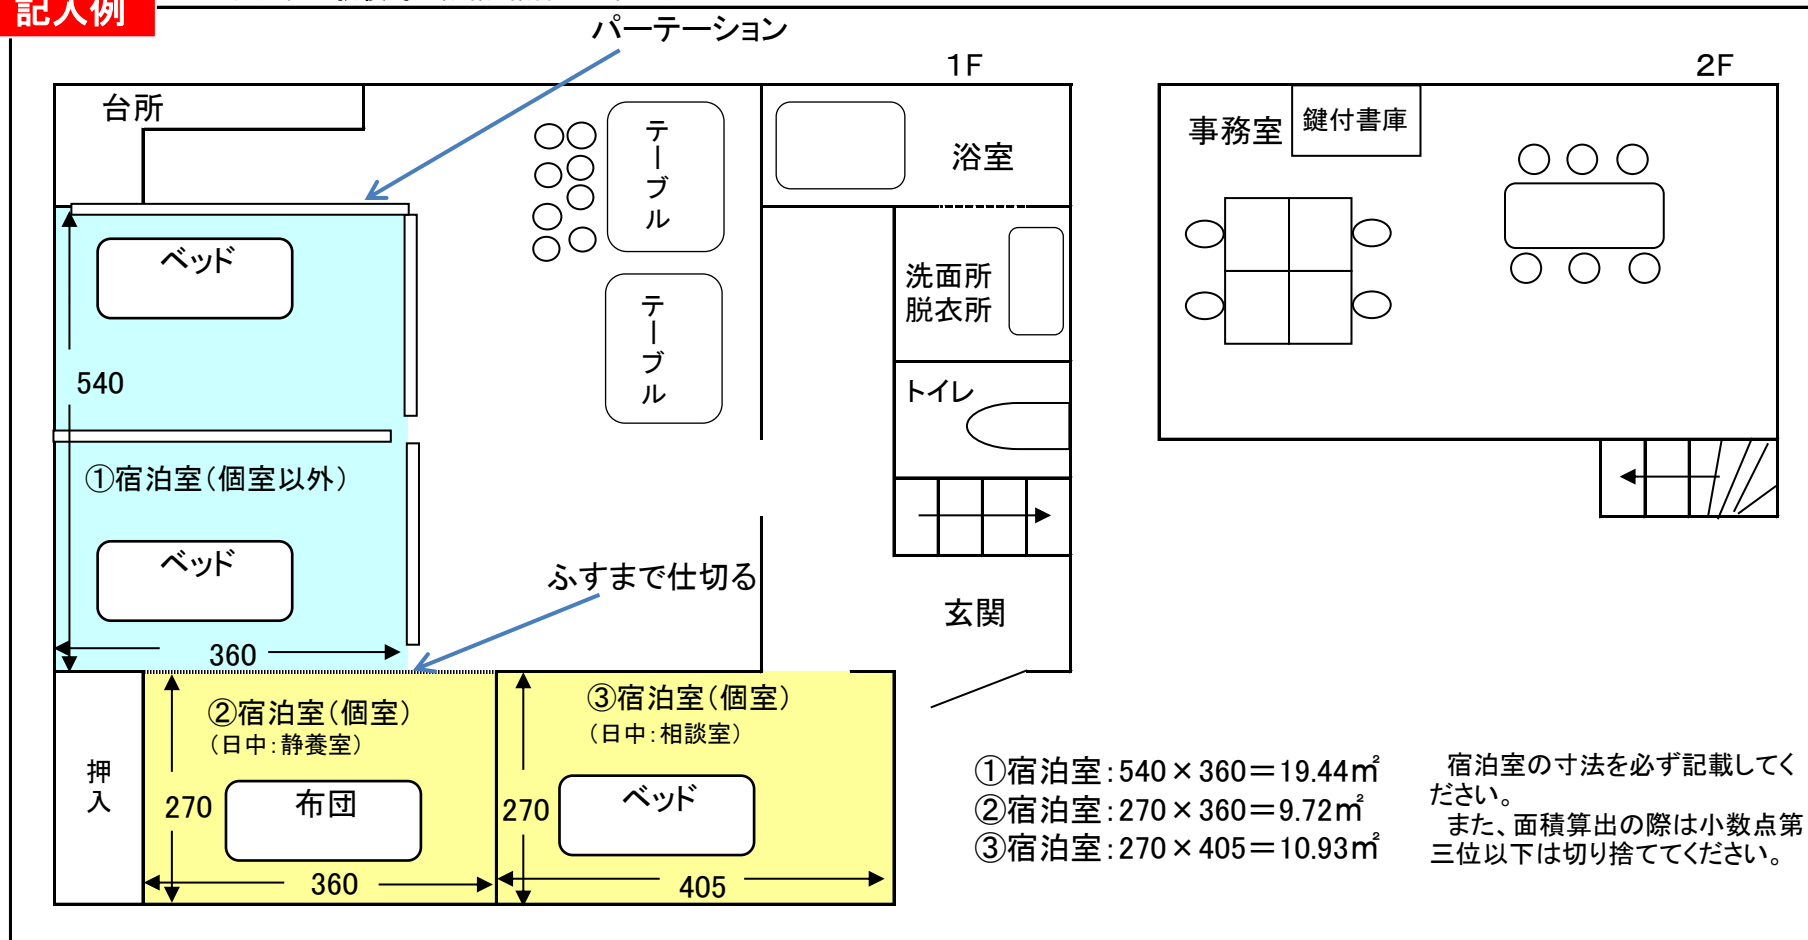 記入例
パーテーション
1F
2F
台所
テーブル
浴室
事務室
鍵付書庫
ベッド
洗面所
脱衣所
テーブル
540
トイレ
①宿泊室（個室以外）
ベッド
ふすまで仕切る
玄関
360
②宿泊室（個室）
（日中：静養室）
③宿泊室（個室）
（日中：相談室）
押入
270
布団
270
ベッド
360
405
①宿泊室：540×360＝19.44㎡
②宿泊室：270×360＝9.72㎡
③宿泊室：270×405＝10.93㎡
宿泊室の寸法を必ず記載してく
ださい。
また、面積算出の際は小数点第
三位以下は切り捨ててください。